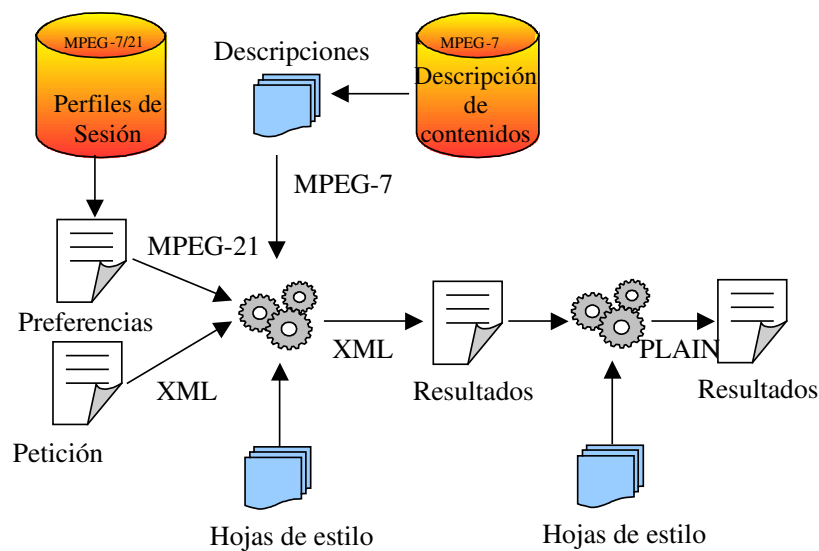 MPEG-7/21
Perfiles de
Sesión
Descripciones
MPEG-7
Descripción
de
contenidos
MPEG-7
MPEG-21
Preferencias
XML
Petición
XML
Resultados
PLAIN
Resultados
Hojas de estilo
Hojas de estilo